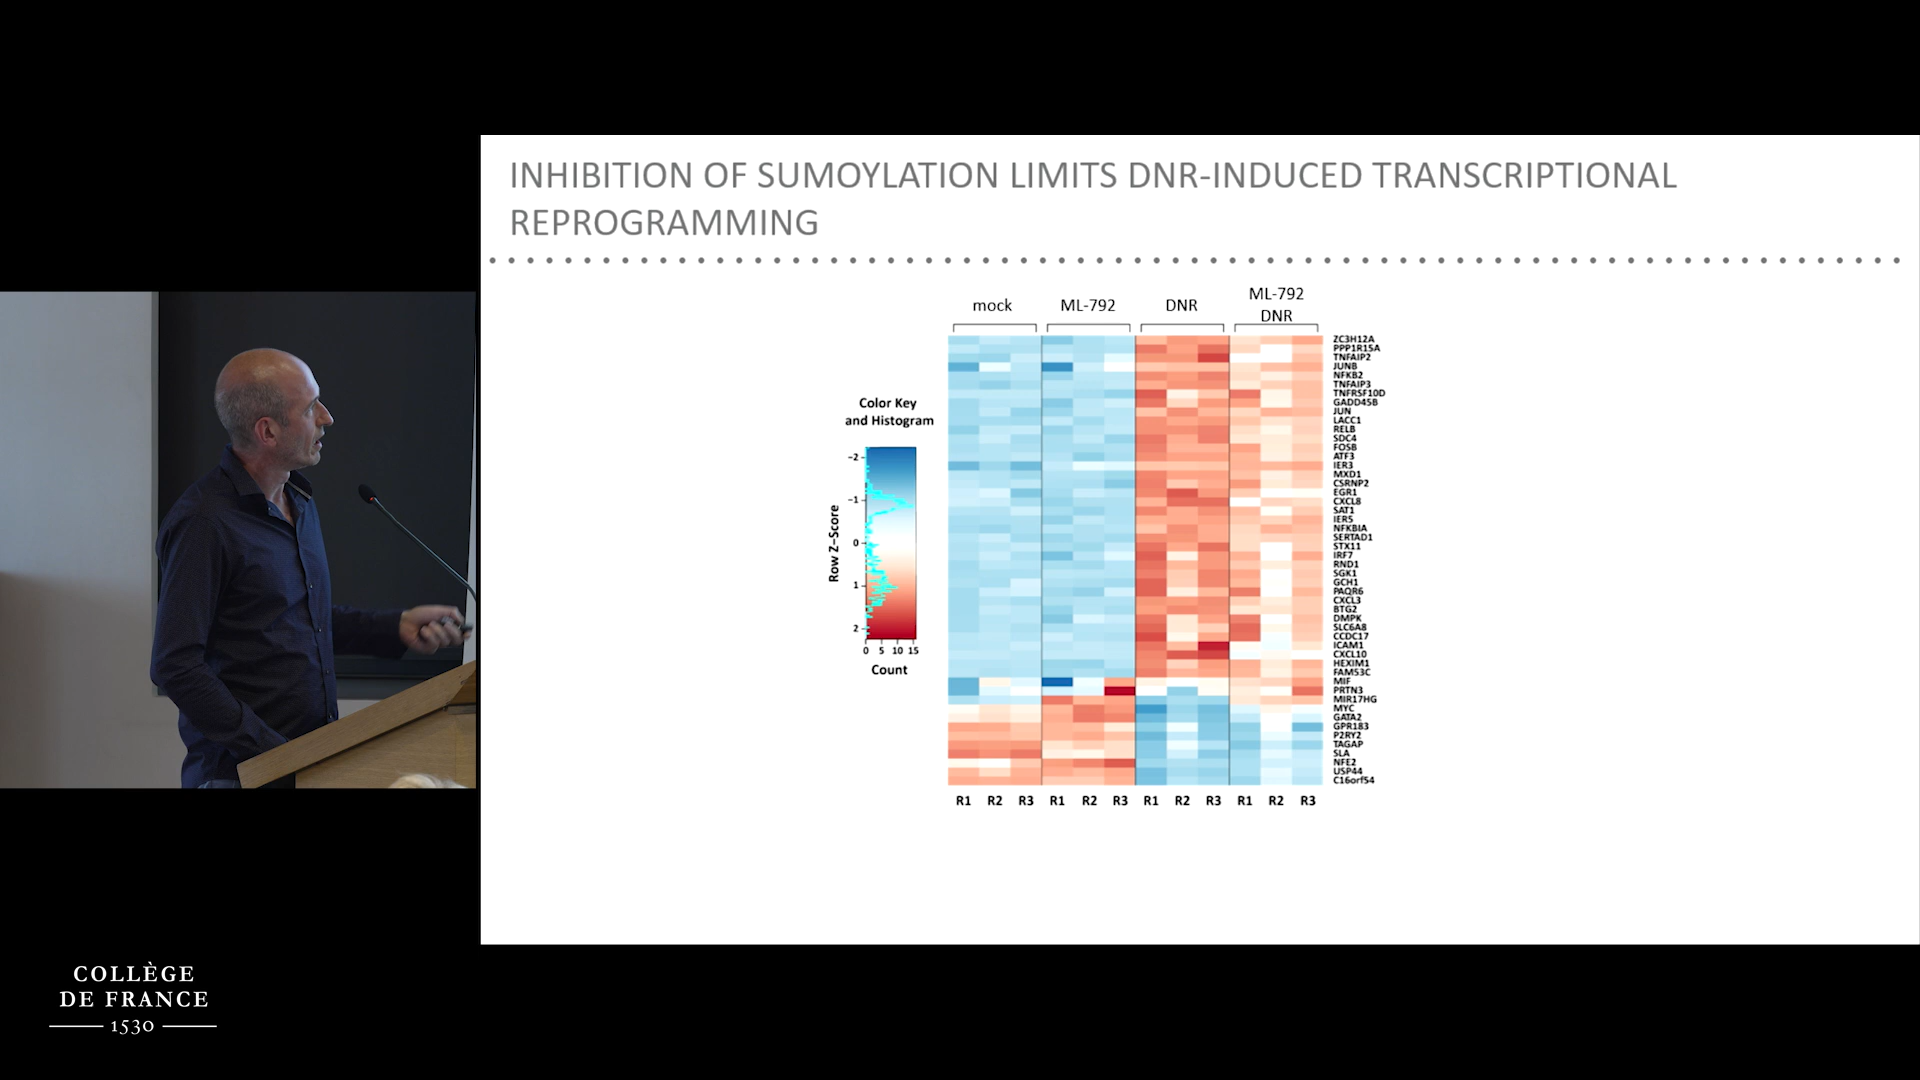 INHIBITION OF SUMOYLATION LIMITS DNR-INDUCED TRANSCRIPTIONAL
REPROGRAMMING
mock
ML-792
DNR
ML-792
DNR
Color Key
and Histogram
Row Z-Score
-2
-1
0
1
2
0 5 10 15
Count
ZC3H12A
PPP1R15A
TNFAIP2
JUNB
NFKB2
TNFAIP3
TNFRSF10D
GADD45B
JUN
LACC1
RELB
SDC4
FOSB
ATF3
IER3
MXD1
CSRNP2
EGR1
CXCL8
SAT1
IER5
NFKBIA
SERTAD1
STX11
IRF7
RND1
SGK1
GCH1
PAQR6
CXCL3
BTG2
DMPK
SLC6A8
CCDC17
ICAM1
CXCL10
HEXIM1
FAM53C
MIF
PRTN3
MIR17HG
MYC
GATA2
GPR183
P2RY2
TAGAP
SLA
NFE2
USP44
C16orf54
R1 R2 R3 R1 R2 R3 R1 R2 R3 R1 R2 R3
COLLÈGE
DE FRANCE
1530